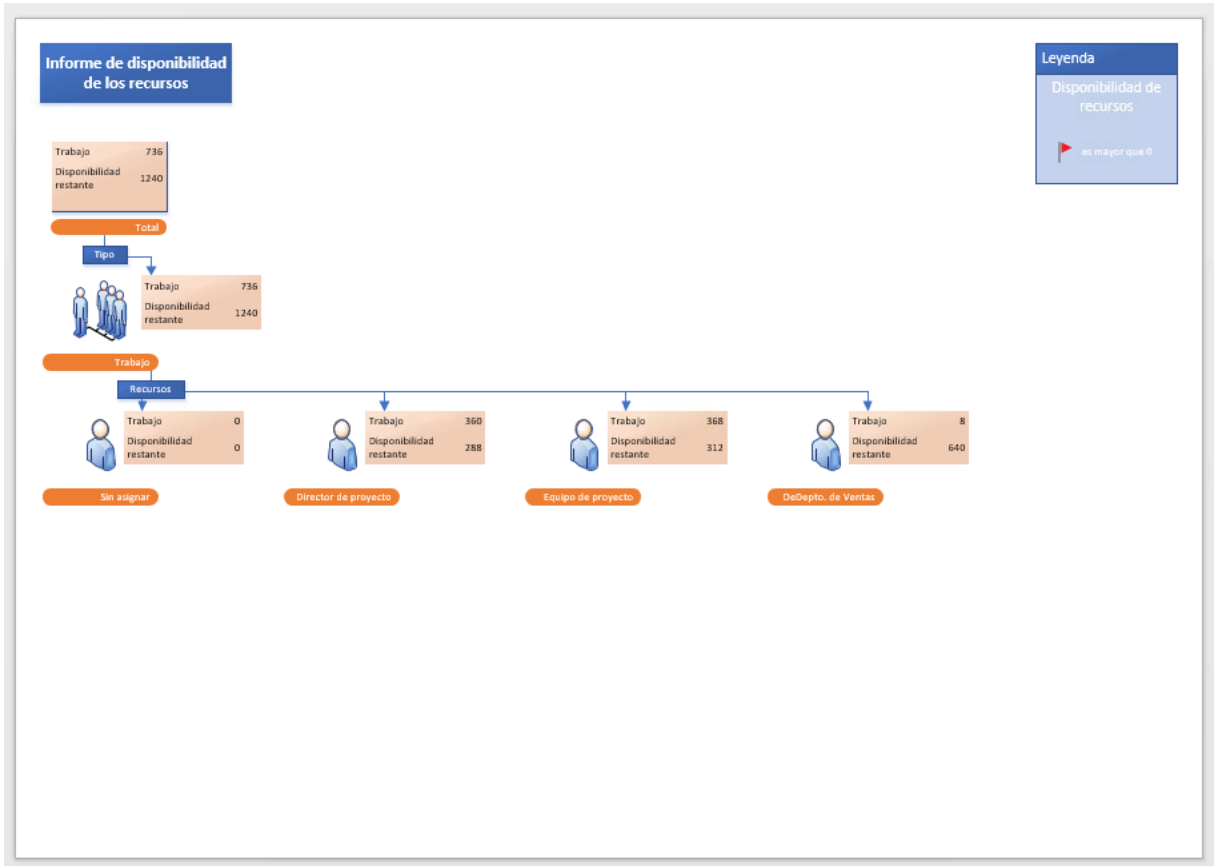 Informe de disponibilidad
de los recursos
Leyenda
Disponibilidad de
recursos
es mayor que 0
Trabajo 736
Disponibilidad
restante 1240
Total
Tipo
Trabajo 736
Disponibilidad
restante 1240
Trabajo
Recursos
Trabajo 0
Disponibilidad
restante 0
Sin asignar
Trabajo 360
Disponibilidad
restante 288
Director de proyecto
Trabajo 368
Disponibilidad
restante 312
Equipo de proyecto
Trabajo 8
Disponibilidad
restante 640
DeDepto. de Ventas